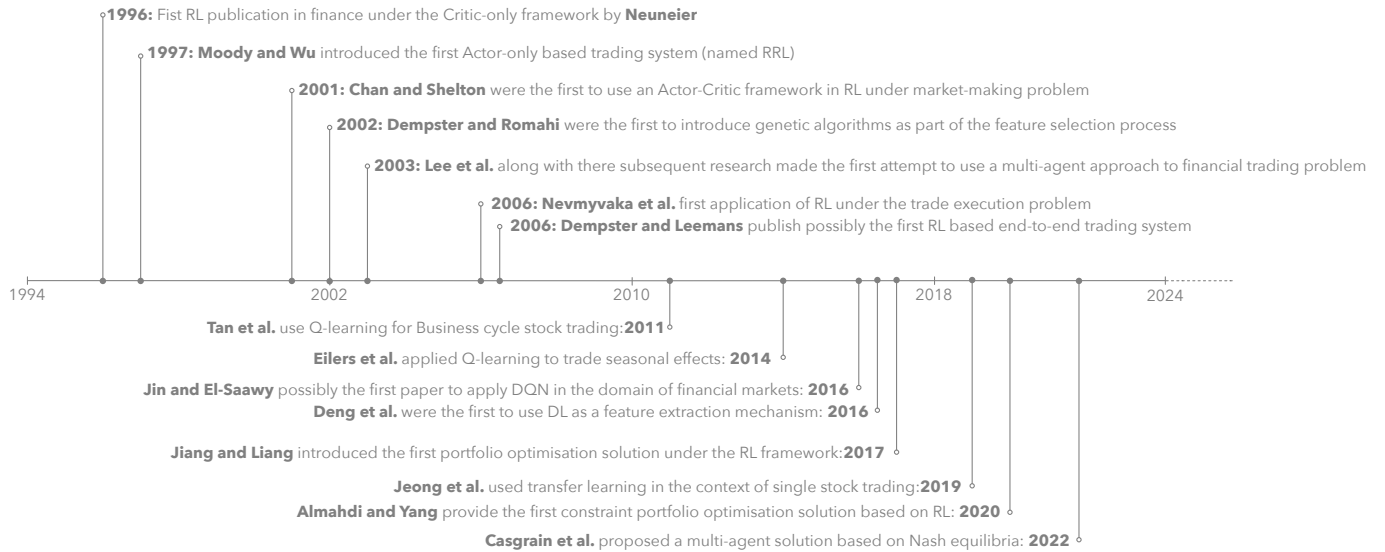 1996: Fist RL publication in finance under the Critic-only framework by Neuneier
1997: Moody and Wu introduced the first Actor-only based trading system (named RRL)
2001: Chan and Shelton were the first to use an Actor-Critic framework in RL under market-making problem
2002: Dempster and Romahi were the first to introduce genetic algorithms as part of the feature selection process
2003: Lee et al. along with there subsequent research made the first attempt to use a multi-agent approach to financial trading problem
2006: Nevmyvaka et al. first application of RL under the trade execution problem
2006: Dempster and Leemans publish possibly the first RL based end-to-end trading system
1994 2002 2010 2018 2024
Tan et al. use Q-learning for Business cycle stock trading:2011
Eilers et al. applied Q-learning to trade seasonal effects: 2014
Jin and El-Saawy possibly the first paper to apply DQN in the domain of financial markets: 2016
Deng et al. were the first to use DL as a feature extraction mechanism: 2016
Jiang and Liang introduced the first portfolio optimisation solution under the RL framework:2017
Jeong et al. used transfer learning in the context of single stock trading:2019
Almahdi and Yang provide the first constraint portfolio optimisation solution based on RL: 2020
Casgrain et al. proposed a multi-agent solution based on Nash equilibria: 2022